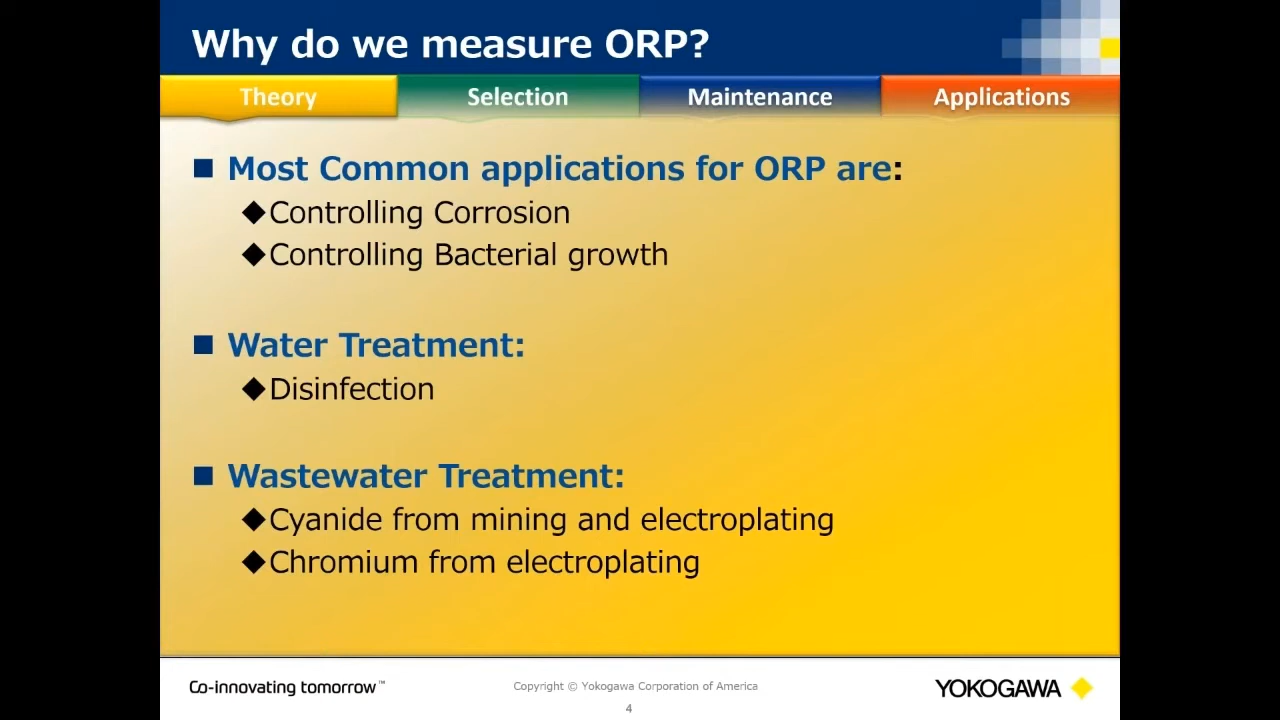 Why do we measure ORP?
Theory
Selection
Maintenance
Applications
■ Most Common applications for ORP are:
◆Controlling Corrosion
◆Controlling Bacterial growth
■ Water Treatment:
◆Disinfection
■ Wastewater Treatment:
◆Cyanide from mining and electroplating
◆Chromium from electroplating
Co-innovating tomorrow™
Copyright © Yokogawa Corporation of America
YOKOGAWA
4